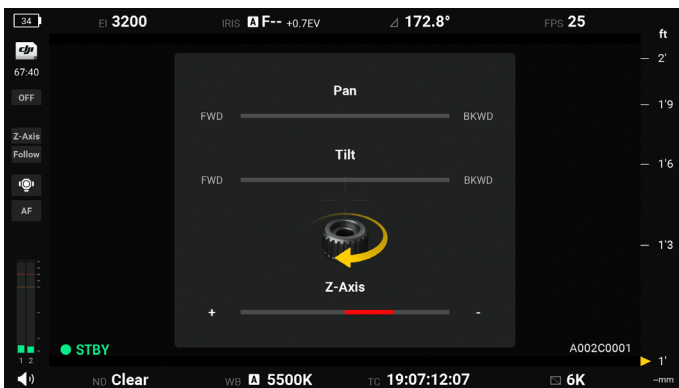 34
EI 3200
IRIS A F-- +0.7EV
172.8°
FPS 25
ft
dji
67:40
OFF
Z-Axis
Follow
AF
1 2
Pan
FWD BKWD
Tilt
FWD BKWD
Z-Axis
+ -
2'
1'9
1'6
1'3
1'
STBY
A002C0001
ND Clear
WB A 5500K
TC 19:07:12:07
6K
--mm